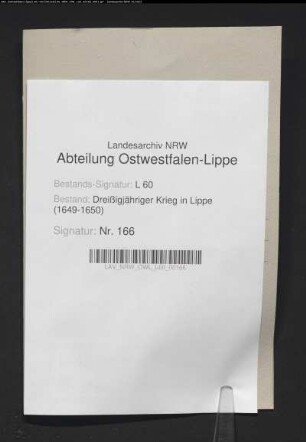 Landesarchiv NRW
Abteilung Ostwestfalen-Lippe
Bestands-Signatur: L 60
Bestand: Dreißigjähriger Krieg in Lippe
(1649-1650)
Signatur: Nr. 166